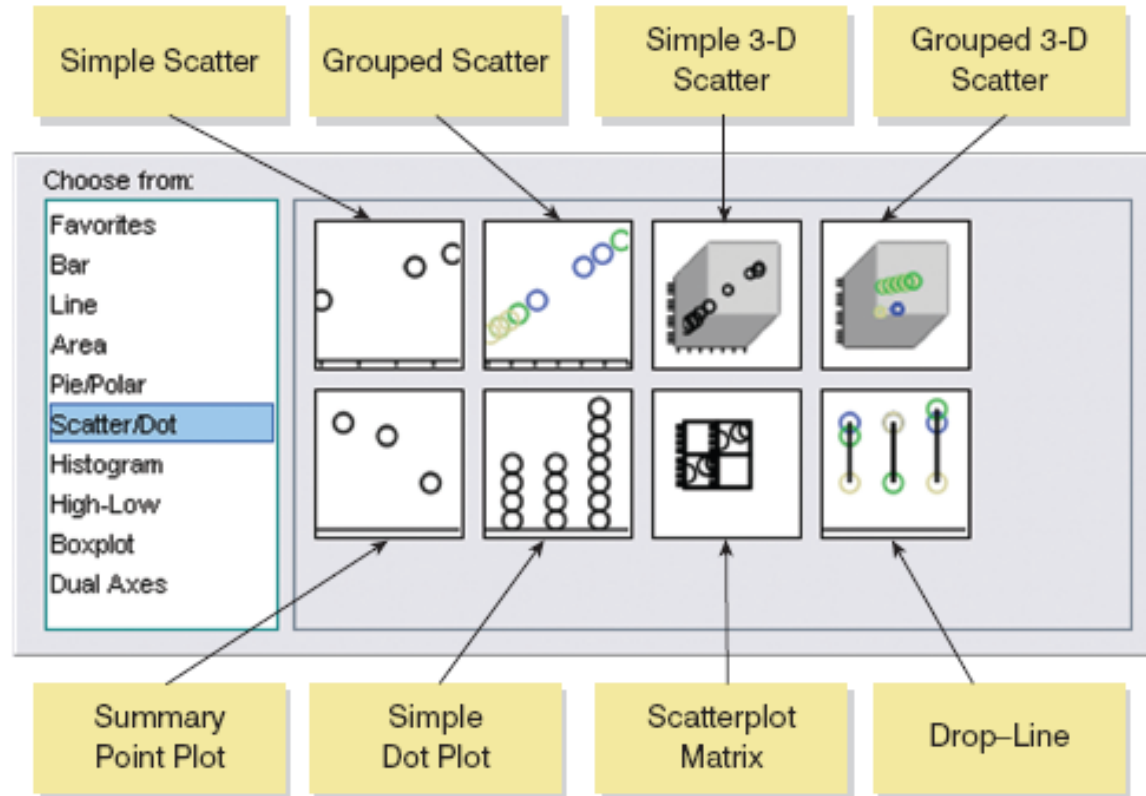 Simple Scatter
Grouped Scatter
Simple 3-D
Scatter
Grouped 3-D
Scatter
Choose from:
Favorites
Bar
Line
Area
Pie/Polar
Scatter/Dot
Histogram
High-Low
Boxplot
Dual Axes
Summary
Point Plot
Simple
Dot Plot
Scatterplot
Matrix
Drop–Line